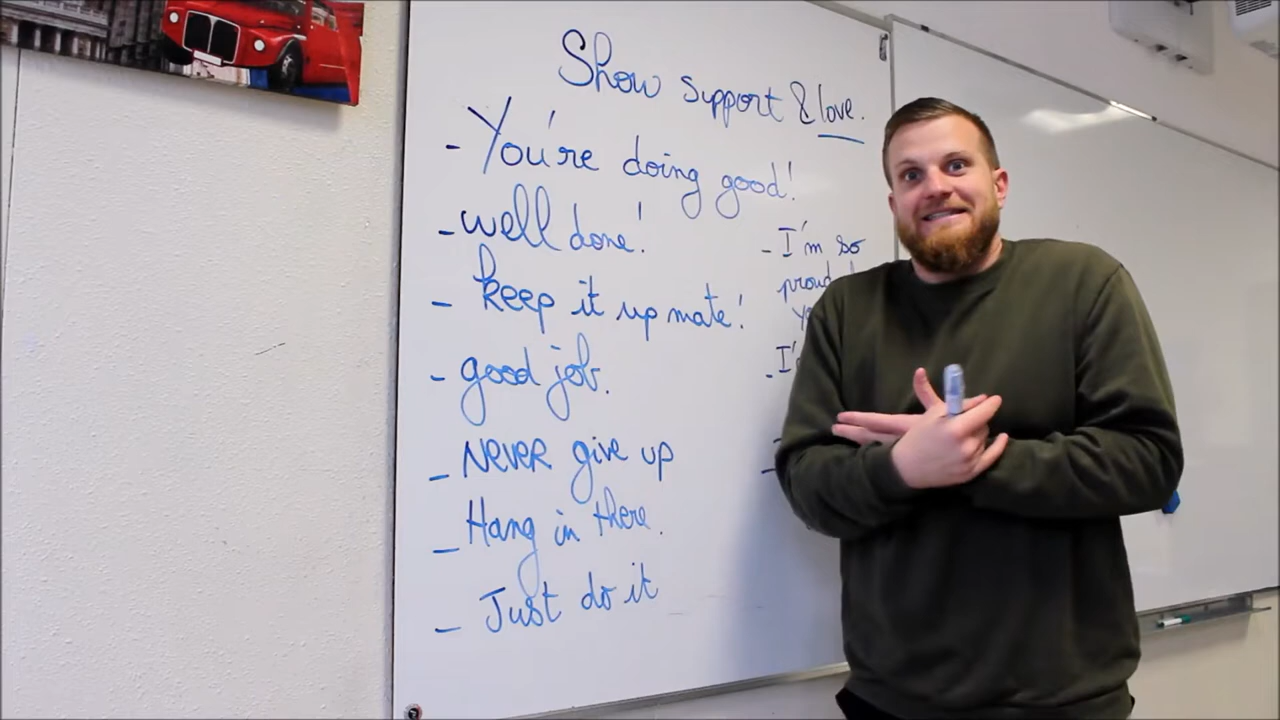 Show support & love.
- You're doing good!
- well done!
- keep it up mate!
- good job.
- NEVER give up
- Hang in there.
- Just do it
- I'm so
proud
- I'